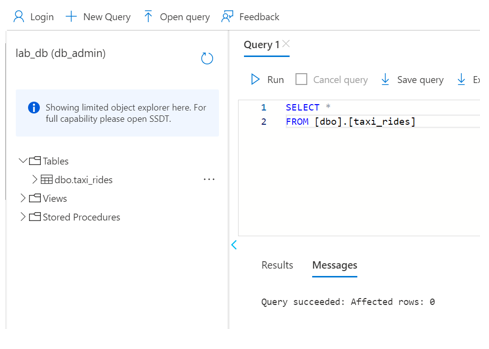 Login New Query Open query Feedback
lab_db (db_admin)
Showing limited object explorer here. For
full capability please open SSDT.
Tables
dbo.taxi_rides
Views
Stored Procedures
Query 1
Run Cancel query Save query
1 SELECT *
2 FROM [dbo].[taxi_rides]
Results Messages
Query succeeded: Affected rows: 0